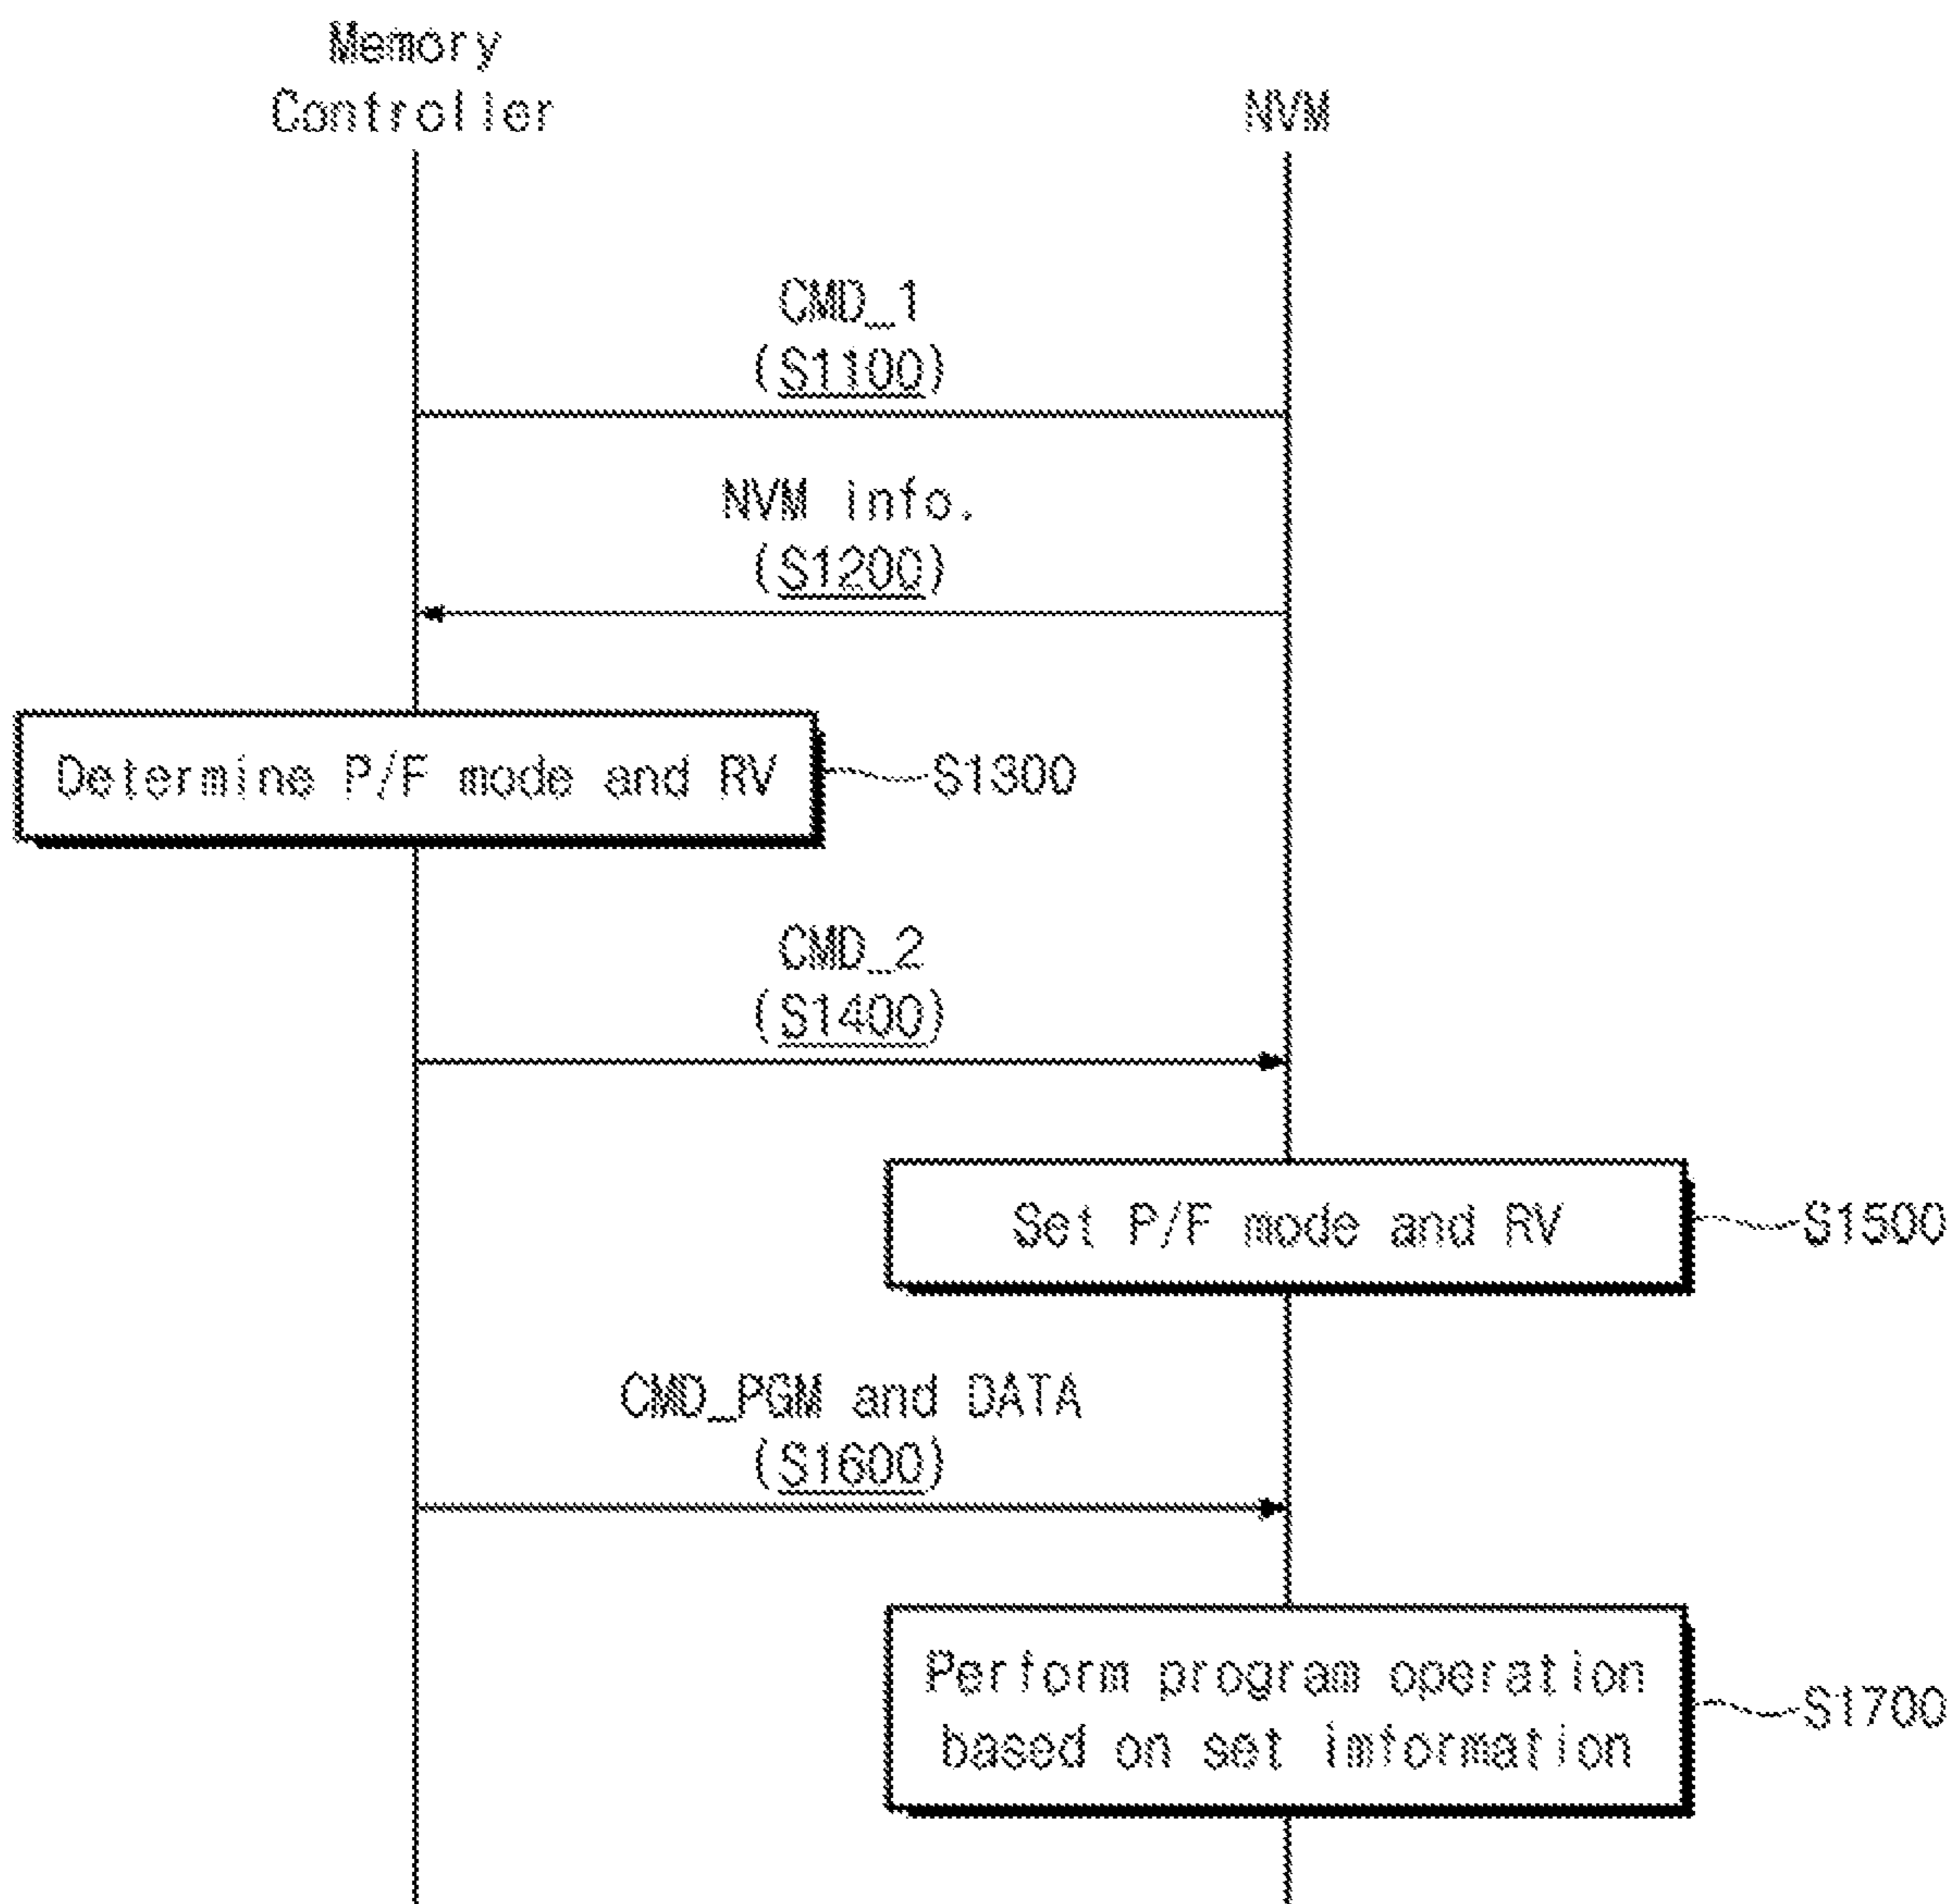 Memory
Controller
NVM
CMD_1
(S1100)
NVM info.
(S1200)
Determine P/F mode and RV
S1300
CMD_2
(S1400)
Set P/F mode and RV
S1500
CMD_PGM and DATA
(S1600)
Perform program operation
based on set imformation
S1700